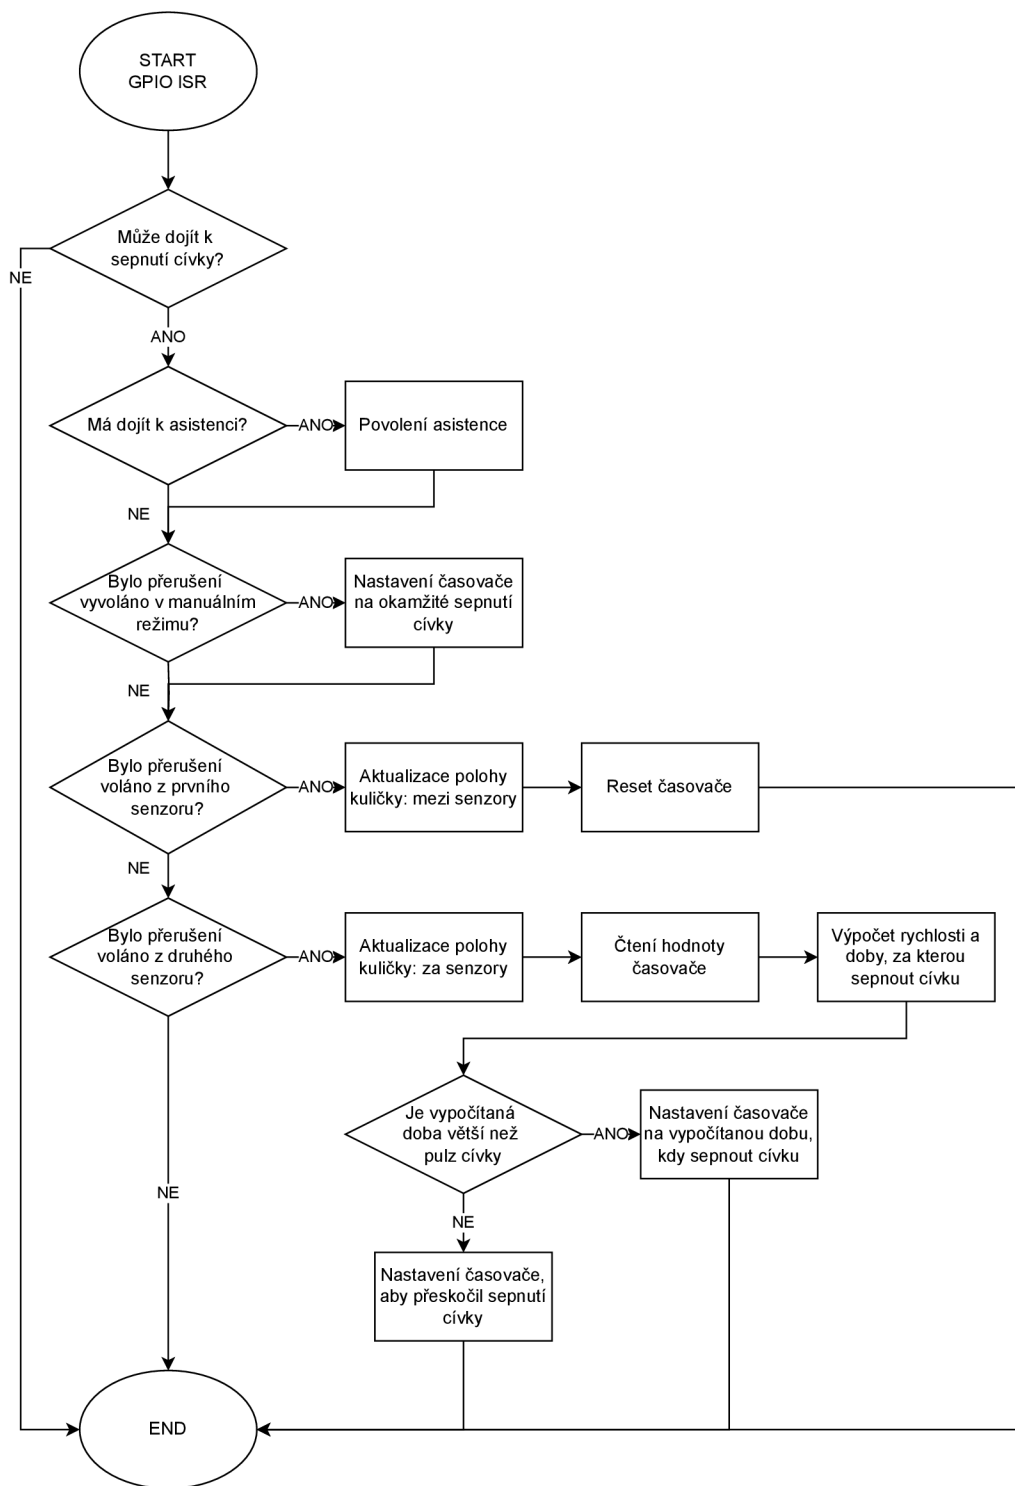 START
GPIO ISR
Může dojít k
sepnutí cívky?
NE
ANO
Má dojít k asistenci?
ANO
Povolení asistence
NE
Bylo přerušení
vyvoláno v manuálním
režimu?
ANO
Nastavení časovače
na okamžité sepnutí
cívky
NE
Bylo přerušení
voláno z prvního
senzoru?
ANO
Aktualizace polohy
kuličky: mezi senzory
Reset časovače
NE
Bylo přerušení
voláno z druhého
senzoru?
ANO
Aktualizace polohy
kuličky: za senzory
Čtení hodnoty
časovače
Výpočet rychlosti a
doby, za kterou
sepnout cívku
Je vypočítaná
doba větší než
pulz cívky
ANO
Nastavení časovače
na vypočítanou dobu,
kdy sepnout cívku
NE
NE
Nastavení časovače,
aby přeskočil sepnutí
cívky
END